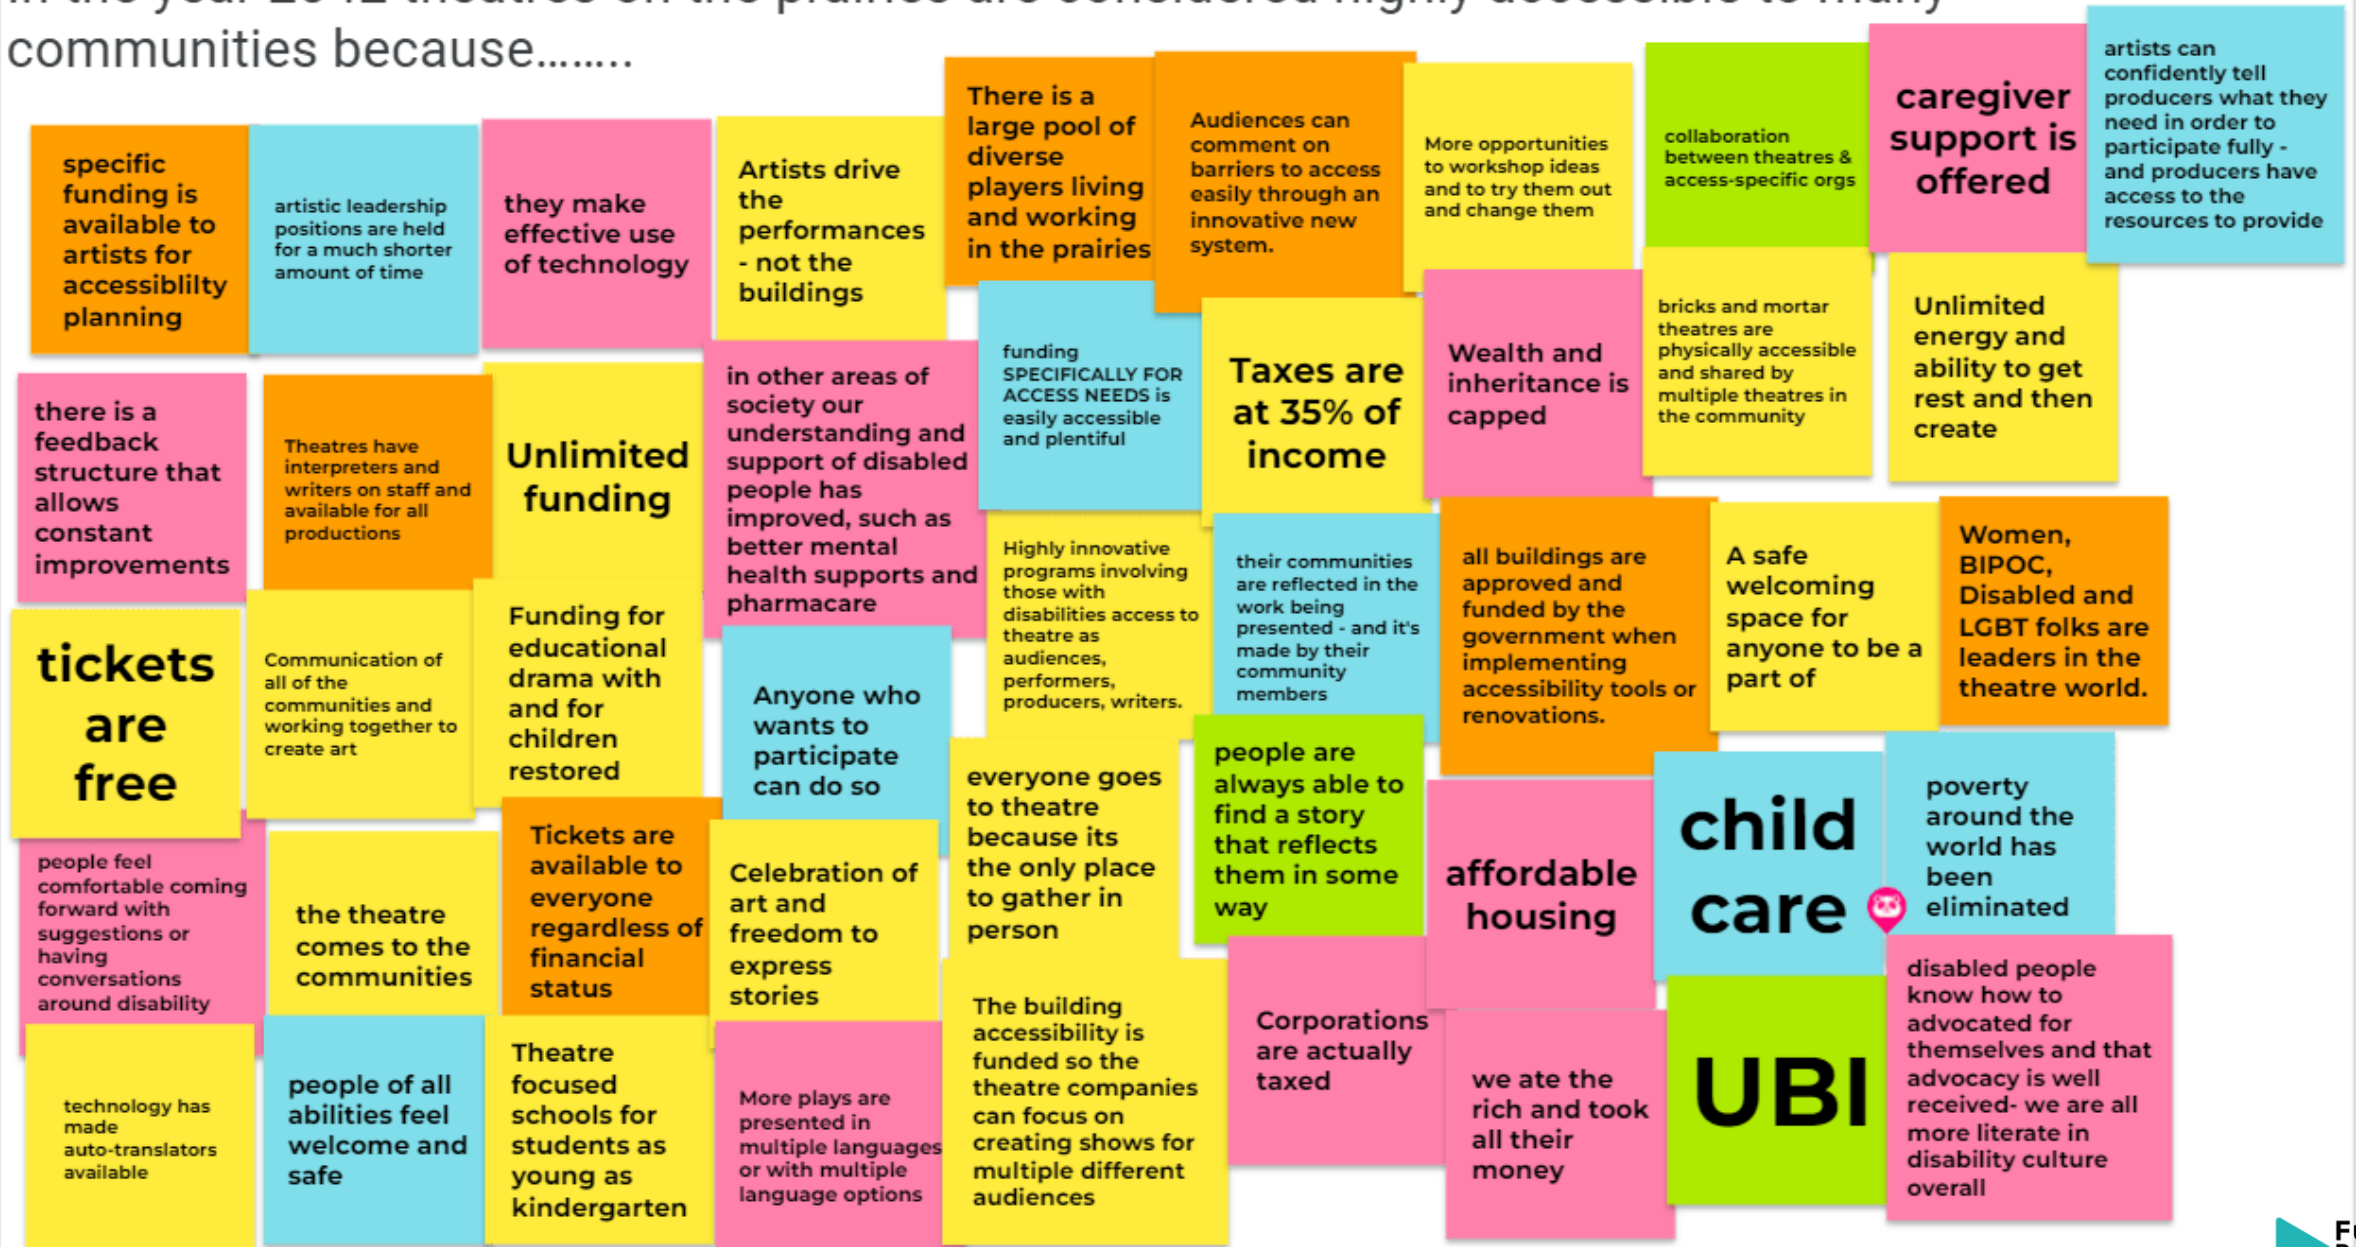 In the year 2042 theatres on the prairies are considered highly accessible to many
communities because........
specific
funding is
available to
artists for
accessiblilty
planning
artistic leadership
positions are held
for a much shorter
amount of time
they make
effective use
of technology
Artists drive
the
performances
- not the
buildings
There is a
large pool of
diverse
players living
and working
in the prairies
Audiences can
comment on
barriers to access
easily through an
innovative new
system.
More opportunities
to workshop ideas
and to try them out
and change them
collaboration
between theatres &
access-specific orgs
caregiver
support is
offered
artists can
confidently tell
producers what they
need in order to
participate fully -
and producers have
access to the
resources to provide
there is a
feedback
structure that
allows
constant
improvements
Theatres have
interpreters and
writers on staff and
available for all
productions
Unlimited
funding
in other areas of
society our
understanding and
support of disabled
people has
improved, such as
better mental
health supports and
pharmacare
funding
SPECIFICALLY FOR
ACCESS NEEDS is
easily accessible
and plentiful
Taxes are
at 35% of
income
Wealth and
inheritance is
capped
bricks and mortar
theatres are
physically accessible
and shared by
multiple theatres in
the community
Unlimited
energy and
ability to get
rest and then
create
tickets
are
free
Communication of
all of the
communities and
working together to
create art
Funding for
educational
drama with
and for
children
restored
Anyone who
wants to
participate
can do so
Highly innovative
programs involving
those with
disabilities access to
theatre as
audiences,
performers,
producers, writers.
their communities
are reflected in the
work being
presented - and it's
made by their
community
members
all buildings are
approved and
funded by the
government when
implementing
accessibility tools or
renovations.
A safe
welcoming
space for
anyone to be a
part of
Women,
BIPOC,
Disabled and
LGBT folks are
leaders in the
theatre world.
people feel
comfortable coming
forward with
suggestions or
having
conversations
around disability
the theatre
comes to the
communities
Tickets are
available to
everyone
regardless of
financial
status
Celebration of
art and
freedom to
express
stories
everyone goes
to theatre
because its
the only place
to gather in
person
people are
always able to
find a story
that reflects
them in some
way
affordable
housing
child
care
poverty
around the
world has
been
eliminated
technology has
made
auto-translators
available
people of all
abilities feel
welcome and
safe
Theatre
focused
schools for
students as
young as
kindergarten
More plays are
presented in
multiple languages
or with multiple
language options
The building
accessibility is
funded so the
theatre companies
can focus on
creating shows for
multiple different
audiences
Corporations
are actually
taxed
we ate the
rich and took
all their
money
UBI
disabled people
know how to
advocated for
themselves and that
advocacy is well
received- we are all
more literate in
disability culture
overall